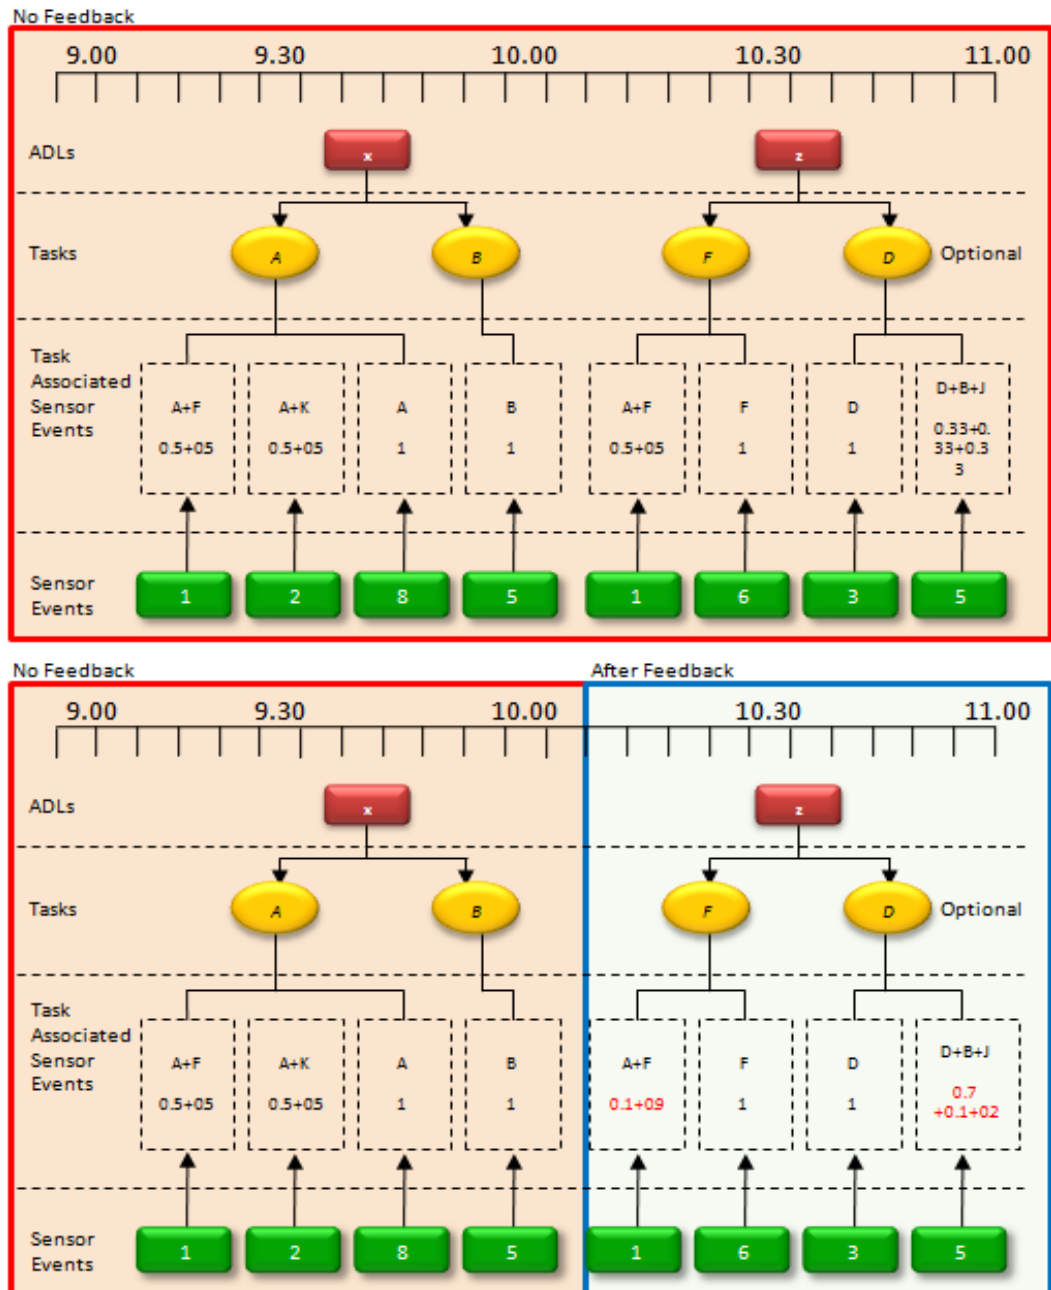 No Feedback
9.00 9.30 10.00 10.30 11.00
ADLs x z
Tasks A B F D Optional
Task
Associated
Sensor
Events
A+F A+K A B A+F F D D+B+J
0.5+05 0.5+05 1 1 0.5+05 1 1 0.33+0.
33+0.3
3
Sensor
Events
1 2 8 5 1 6 3 5
No Feedback After Feedback
9.00 9.30 10.00 10.30 11.00
ADLs x z
Tasks A B F D Optional
Task
Associated
Sensor
Events
A+F A+K A B A+F F D D+B+J
0.5+05 0.5+05 1 1 0.1+09 1 1 0.7
+0.1+02
Sensor
Events
1 2 8 5 1 6 3 5